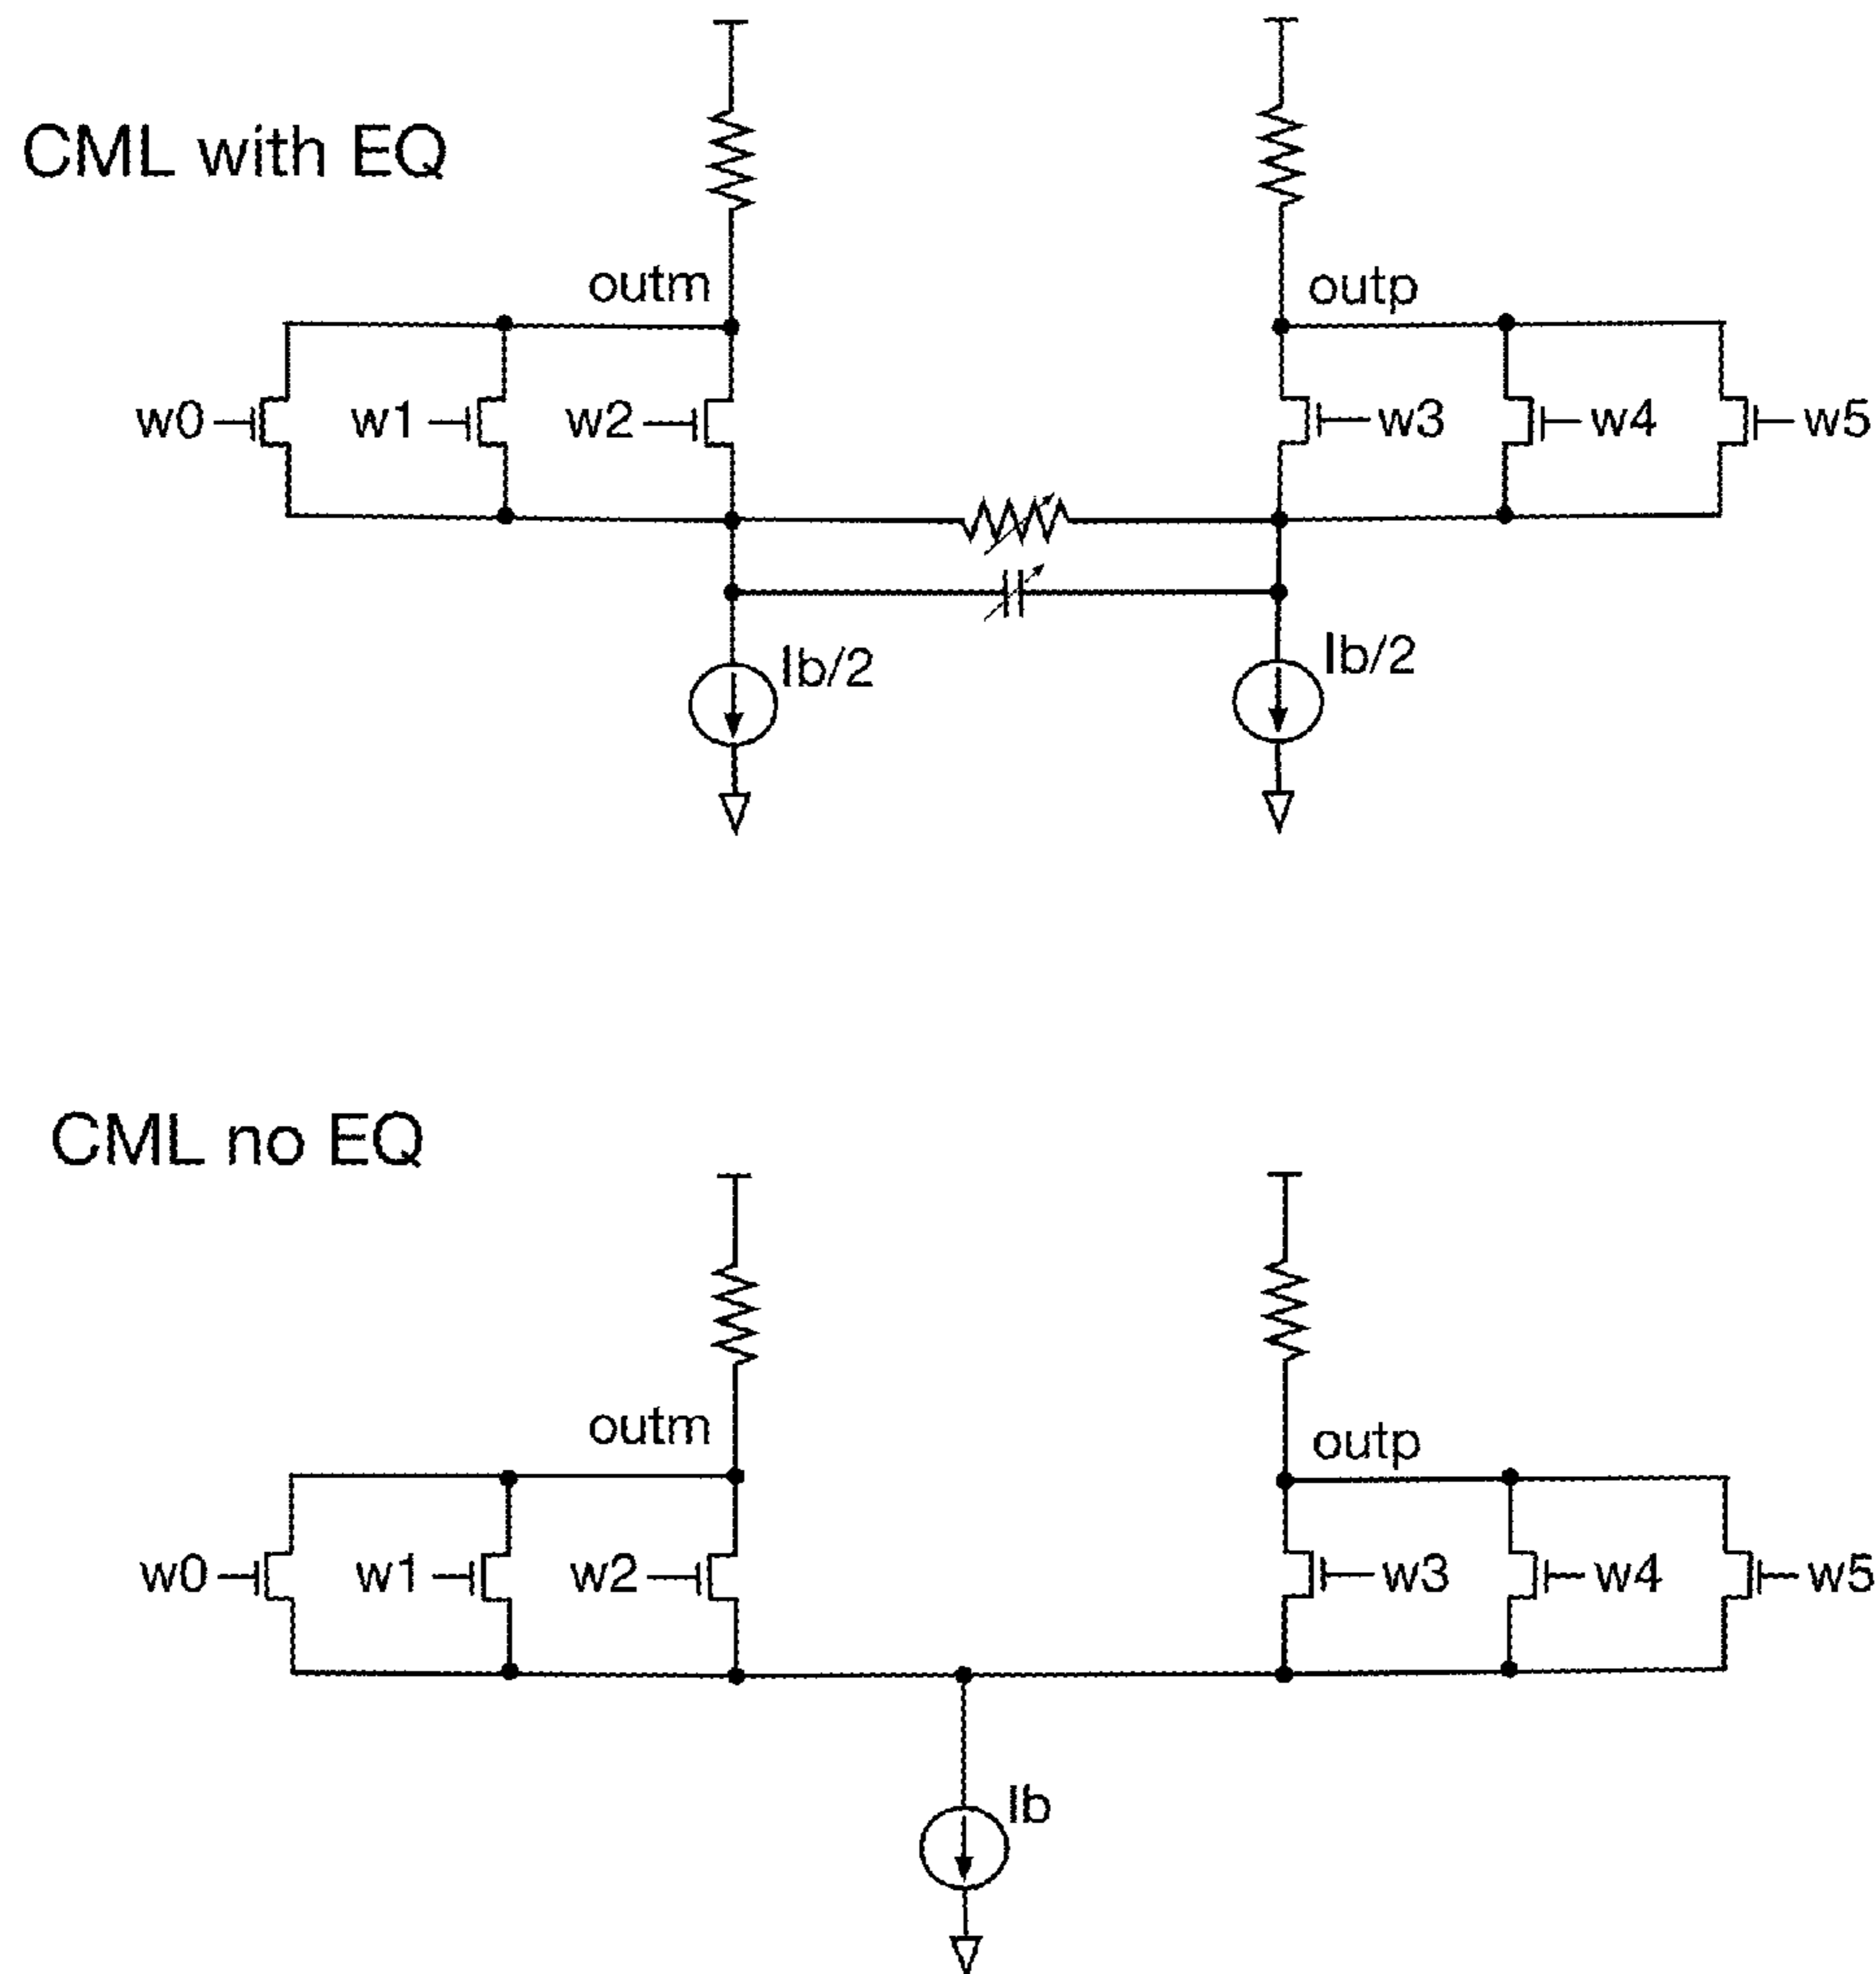 CML with EQ
outm
outp
w0
w1
w2
w3
w4
w5
Ib/2
Ib/2
CML no EQ
outm
outp
w0
w1
w2
w3
w4
w5
Ib